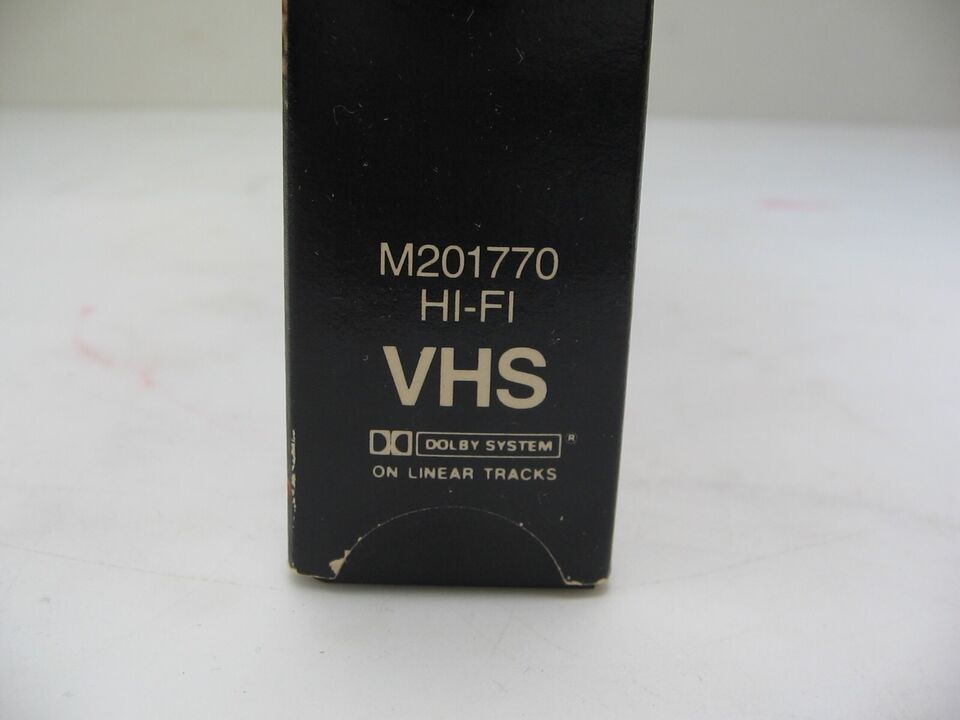 M201770
HI-FI
VHS
DOLBY SYSTEM ®
ON LINEAR TRACKS